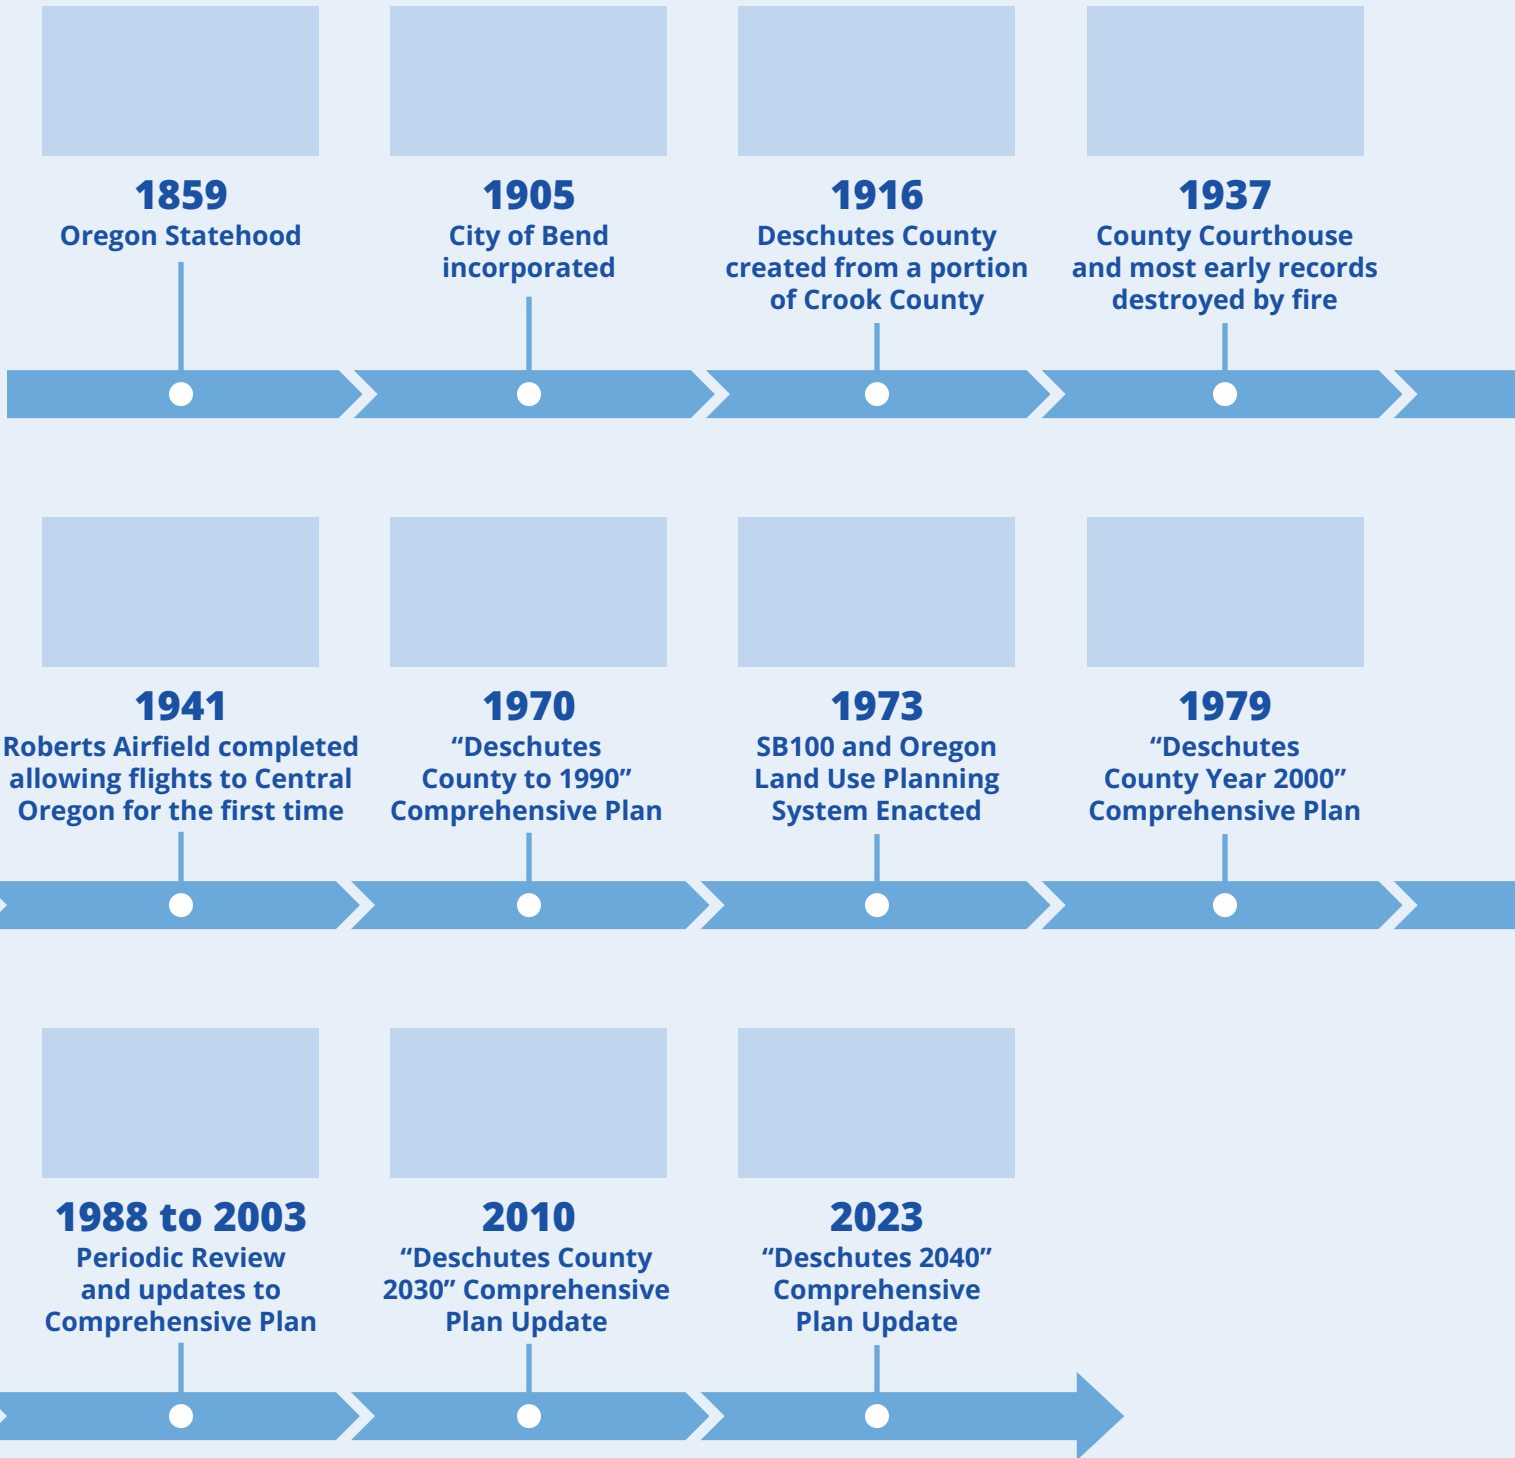 1859
Oregon Statehood
1905
City of Bend
incorporated
1916
Deschutes County
created from a portion
of Crook County
1937
County Courthouse
and most early records
destroyed by fire
1941
Roberts Airfield completed
allowing flights to Central
Oregon for the first time
1970
“Deschutes
County to 1990”
Comprehensive Plan
1973
SB100 and Oregon
Land Use Planning
System Enacted
1979
“Deschutes
County Year 2000”
Comprehensive Plan
1988 to 2003
Periodic Review
and updates to
Comprehensive Plan
2010
“Deschutes County
2030” Comprehensive
Plan Update
2023
“Deschutes 2040”
Comprehensive
Plan Update